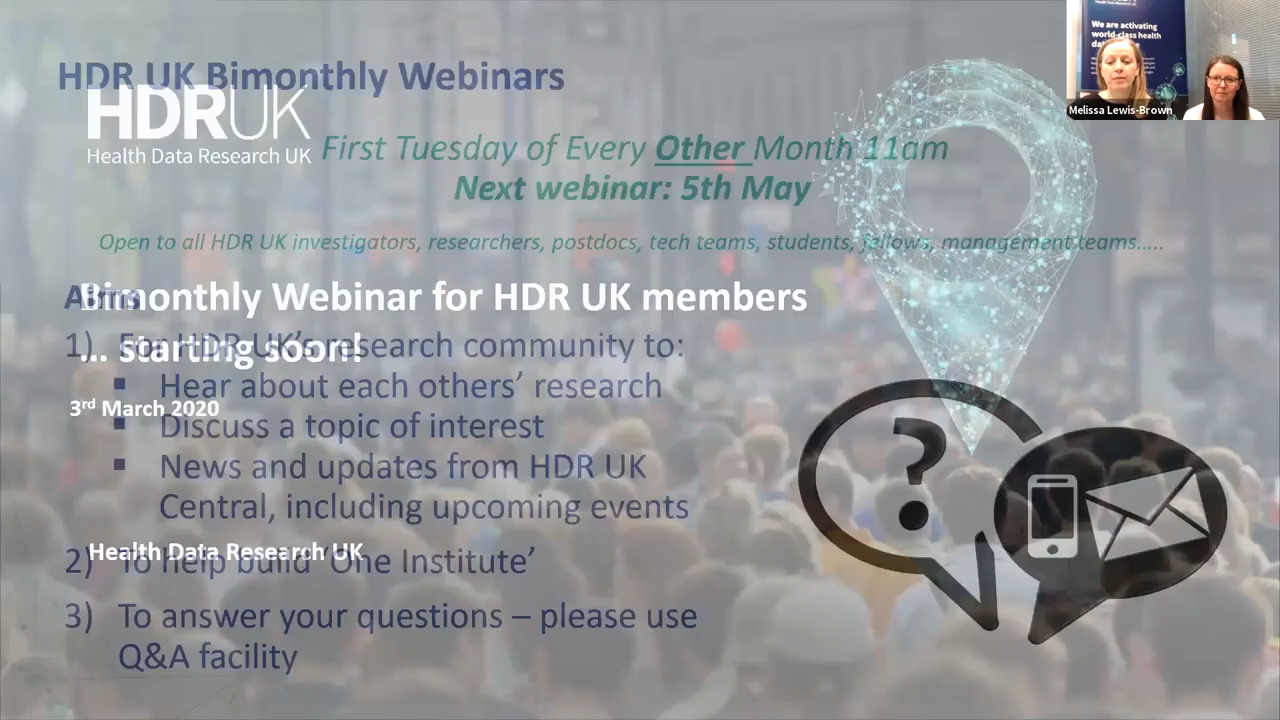 HDR UK Bimonthly Webinars
HDRUK
Health Data Research UK
First Tuesday of Every Other Month 11am
Next webinar: 5th May
Open to all HDR UK investigators, researchers, postdocs, tech teams, students, fellows, management teams.....
Aims
Bimonthly Webinar for HDR UK members
... starting soon!
1) For HDR UK's research community to:
▪ Hear about each others' research
3rd March 2020
▪ Discuss a topic of interest
▪ News and updates from HDR UK
Central, including upcoming events
Health Data Research UK
2) To help build 'One Institute'
3) To answer your questions – please use
Q&A facility
Health Data Research UK
We are activating
world-class health
Melissa Lewis-Brown